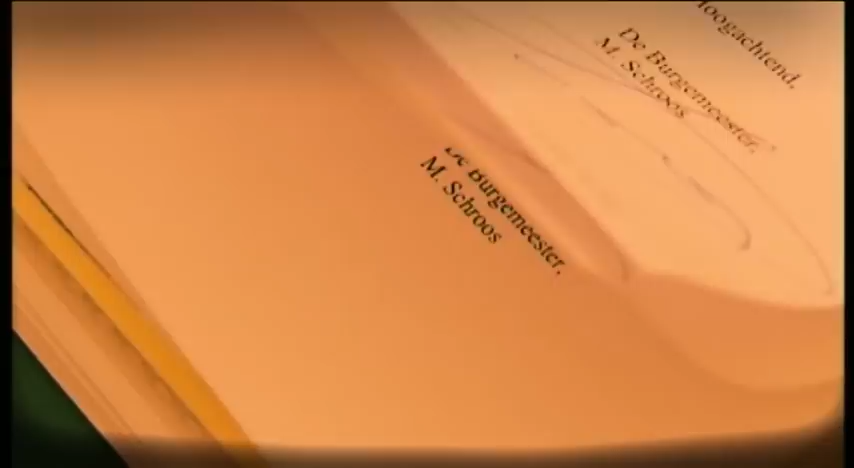 Hoogachtend,
De Burgemeester,
M. Schroos
De Burgemeester,
M. Schroos